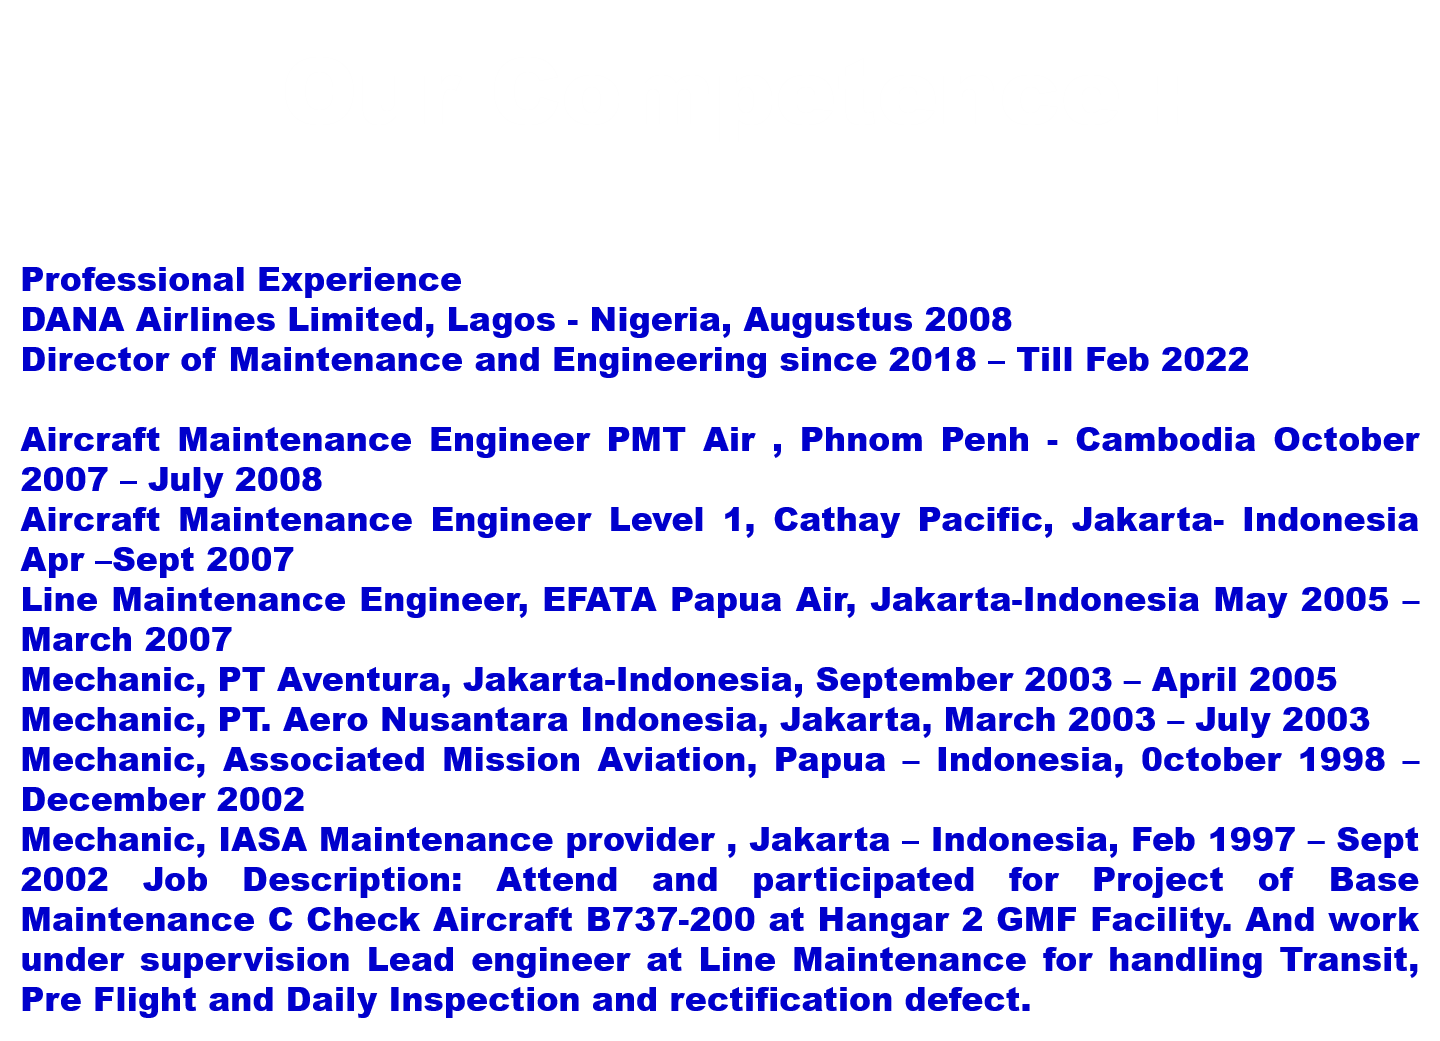 Professional Experience
DANA Airlines Limited, Lagos - Nigeria, Augustus 2008
Director of Maintenance and Engineering since 2018 – Till Feb 2022
Aircraft Maintenance Engineer PMT Air , Phnom Penh - Cambodia October
2007 – July 2008
Aircraft Maintenance Engineer Level 1, Cathay Pacific, Jakarta- Indonesia
Apr –Sept 2007
Line Maintenance Engineer, EFATA Papua Air, Jakarta-Indonesia May 2005 –
March 2007
Mechanic, PT Aventura, Jakarta-Indonesia, September 2003 – April 2005
Mechanic, PT. Aero Nusantara Indonesia, Jakarta, March 2003 – July 2003
Mechanic, Associated Mission Aviation, Papua – Indonesia, 0ctober 1998 –
December 2002
Mechanic, IASA Maintenance provider , Jakarta – Indonesia, Feb 1997 – Sept
2002 Job Description: Attend and participated for Project of Base
Maintenance C Check Aircraft B737-200 at Hangar 2 GMF Facility. And work
under supervision Lead engineer at Line Maintenance for handling Transit,
Pre Flight and Daily Inspection and rectification defect.